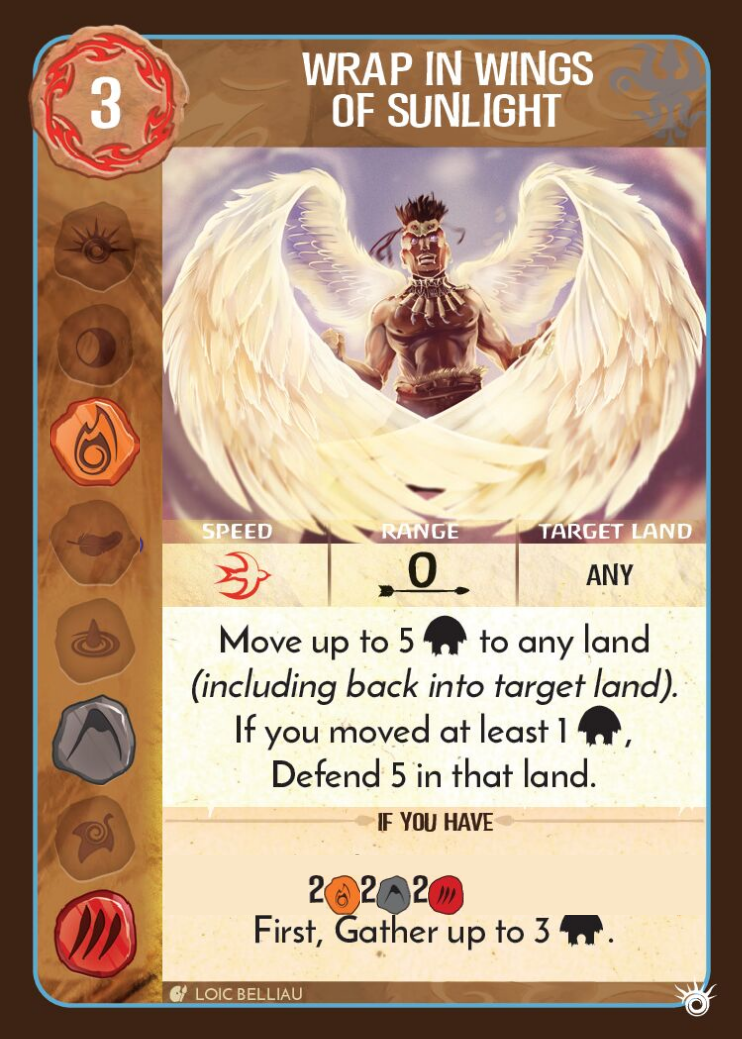 3
WRAP IN WINGS
OF SUNLIGHT
SPEED RANGE TARGET LAND
0 ANY
Move up to 5 to any land
(including back into target land).
If you moved at least 1 ,
Defend 5 in that land.
IF YOU HAVE
2 2 2
First, Gather up to 3 .
LOIC BELLIAU